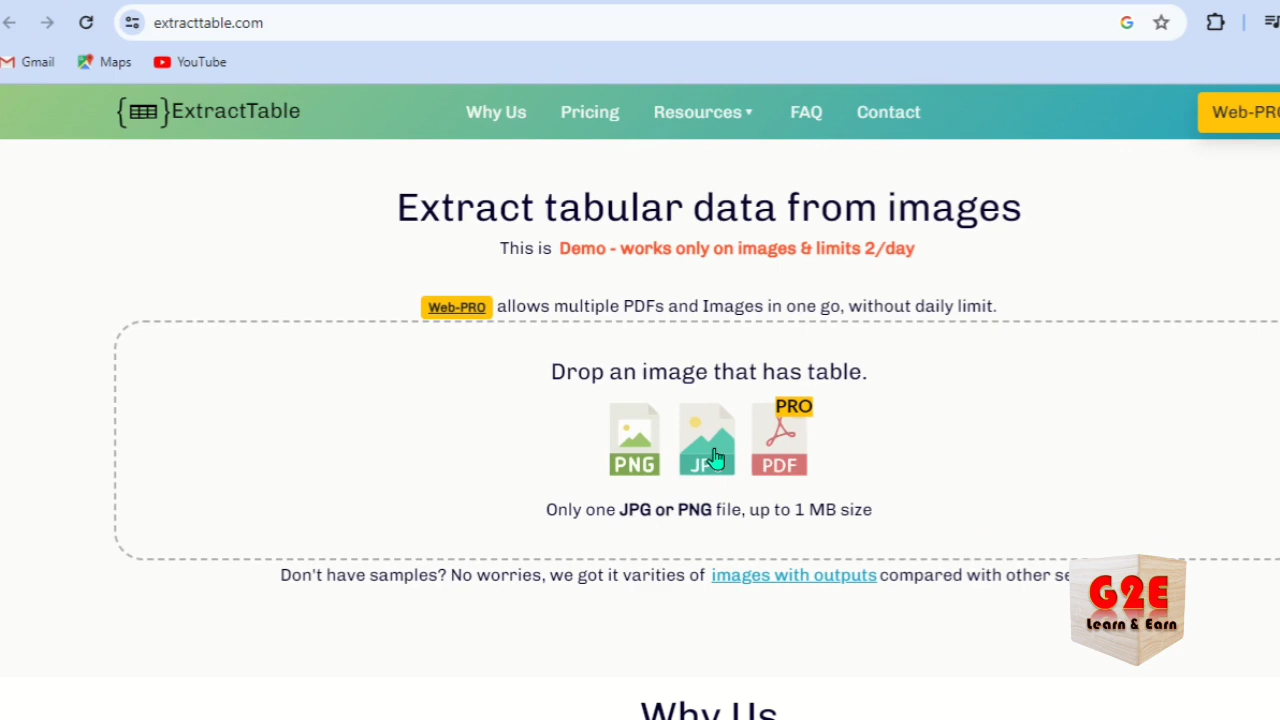 extracttable.com
Gmail Maps YouTube
{ }ExtractTable Why Us Pricing Resources▾ FAQ Contact Web-PRO
Extract tabular data from images
This is Demo - works only on images & limits 2/day
Web-PRO allows multiple PDFs and Images in one go, without daily limit.
Drop an image that has table.
PRO
PNG JPG PDF
Only one JPG or PNG file, up to 1 MB size
Don't have samples? No worries, we got it varities of images with outputs compared with other se
G2E
Learn & Earn
Why Us